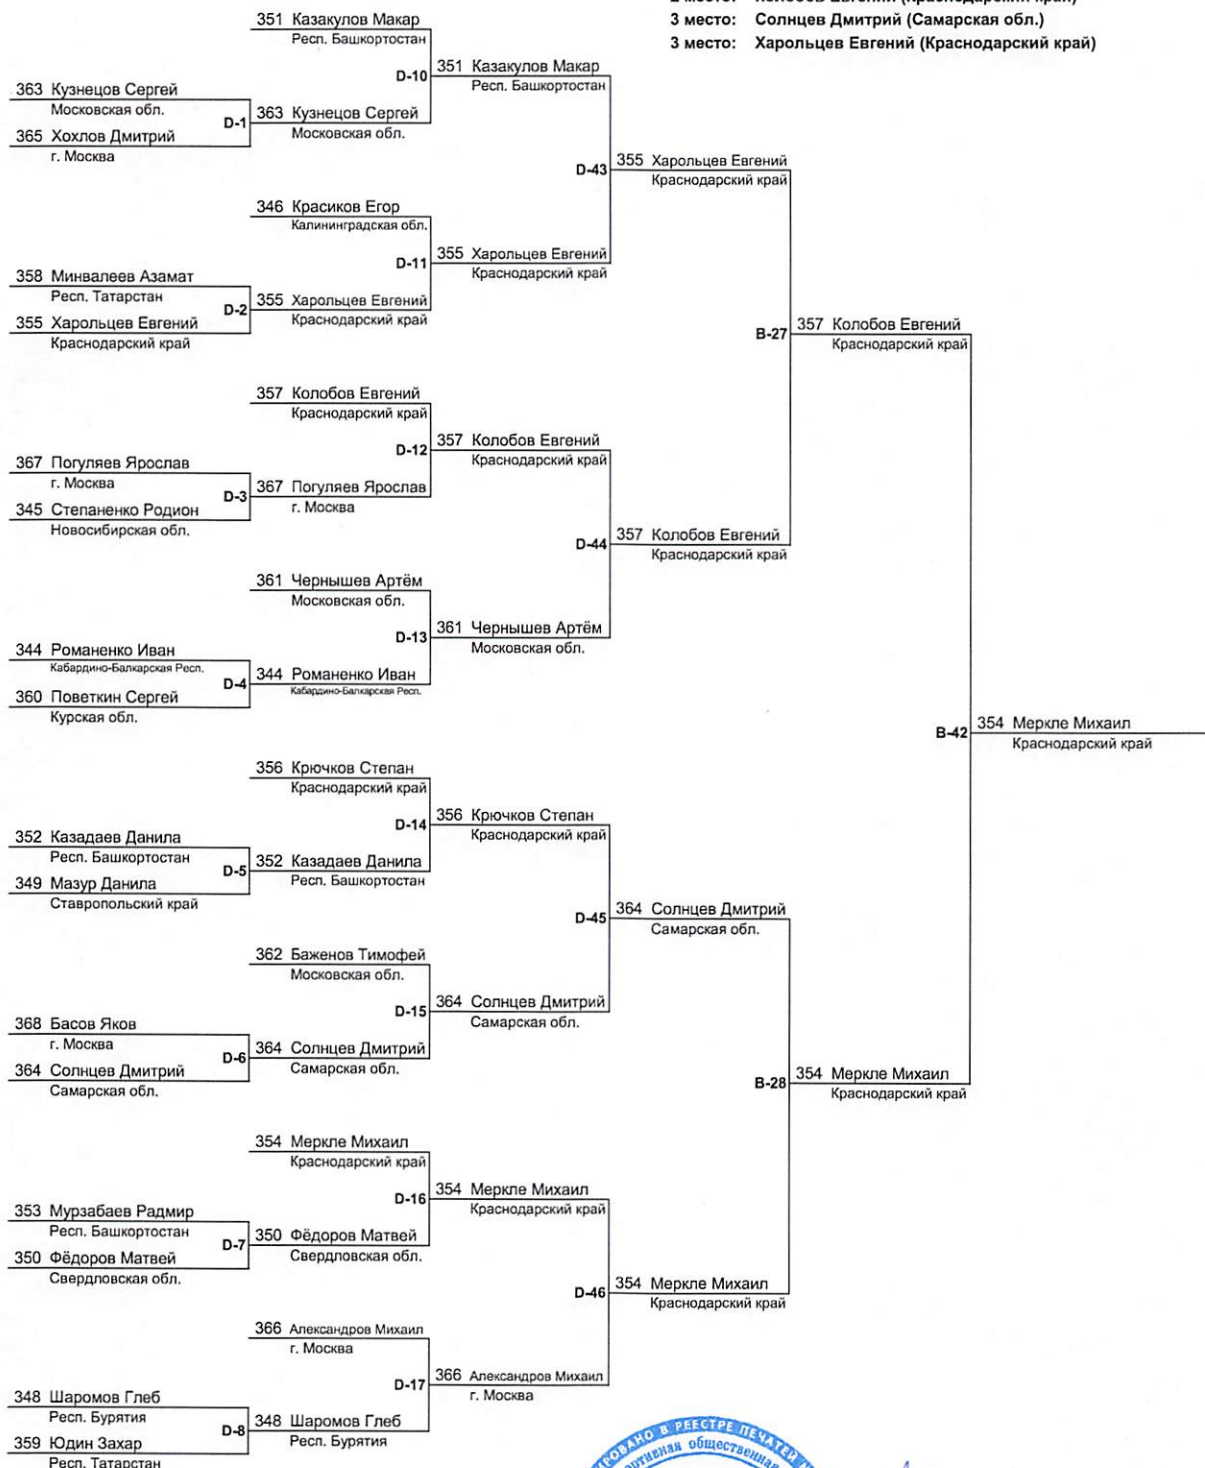 2 место: Колобов Евгений (Краснодарский край)
3 место: Солнцев Дмитрий (Самарская обл.)
3 место: Харольцев Евгений (Краснодарский край)
351 Казакулов Макар
Респ. Башкортостан
D-10
351 Казакулов Макар
Респ. Башкортостан
363 Кузнецов Сергей
Московская обл.
D-1
363 Кузнецов Сергей
Московская обл.
365 Хохлов Дмитрий
г. Москва
D-43
355 Харольцев Евгений
Краснодарский край
346 Красиков Егор
Калининградская обл.
D-11
355 Харольцев Евгений
Краснодарский край
358 Минвалеев Азамат
Респ. Татарстан
D-2
355 Харольцев Евгений
Краснодарский край
355 Харольцев Евгений
Краснодарский край
B-27
357 Колобов Евгений
Краснодарский край
357 Колобов Евгений
Краснодарский край
D-12
357 Колобов Евгений
Краснодарский край
367 Погуляев Ярослав
г. Москва
D-3
367 Погуляев Ярослав
г. Москва
345 Степаненко Родион
Новосибирская обл.
D-44
357 Колобов Евгений
Краснодарский край
361 Чернышев Артём
Московская обл.
D-13
361 Чернышев Артём
Московская обл.
344 Романенко Иван
Кабардино-Балкарская Респ.
D-4
344 Романенко Иван
Кабардино-Балкарская Респ.
360 Поветкин Сергей
Курская обл.
B-42
354 Меркле Михаил
Краснодарский край
356 Крючков Степан
Краснодарский край
D-14
356 Крючков Степан
Краснодарский край
352 Казадаев Данила
Респ. Башкортостан
D-5
352 Казадаев Данила
Респ. Башкортостан
349 Мазур Данила
Ставропольский край
D-45
364 Солнцев Дмитрий
Самарская обл.
362 Баженов Тимофей
Московская обл.
D-15
364 Солнцев Дмитрий
Самарская обл.
368 Басов Яков
г. Москва
D-6
364 Солнцев Дмитрий
Самарская обл.
364 Солнцев Дмитрий
Самарская обл.
B-28
354 Меркле Михаил
Краснодарский край
354 Меркле Михаил
Краснодарский край
D-16
354 Меркле Михаил
Краснодарский край
353 Мурзабаев Радмир
Респ. Башкортостан
D-7
350 Фёдоров Матвей
Свердловская обл.
350 Фёдоров Матвей
Свердловская обл.
D-46
354 Меркле Михаил
Краснодарский край
366 Александров Михаил
г. Москва
D-17
366 Александров Михаил
г. Москва
348 Шаромов Глеб
Респ. Бурятия
D-8
348 Шаромов Глеб
Респ. Бурятия
359 Юдин Захар
Респ. Татарстан
В РЕЕСТРЕ ПЕЧАТЕЙ
общественная